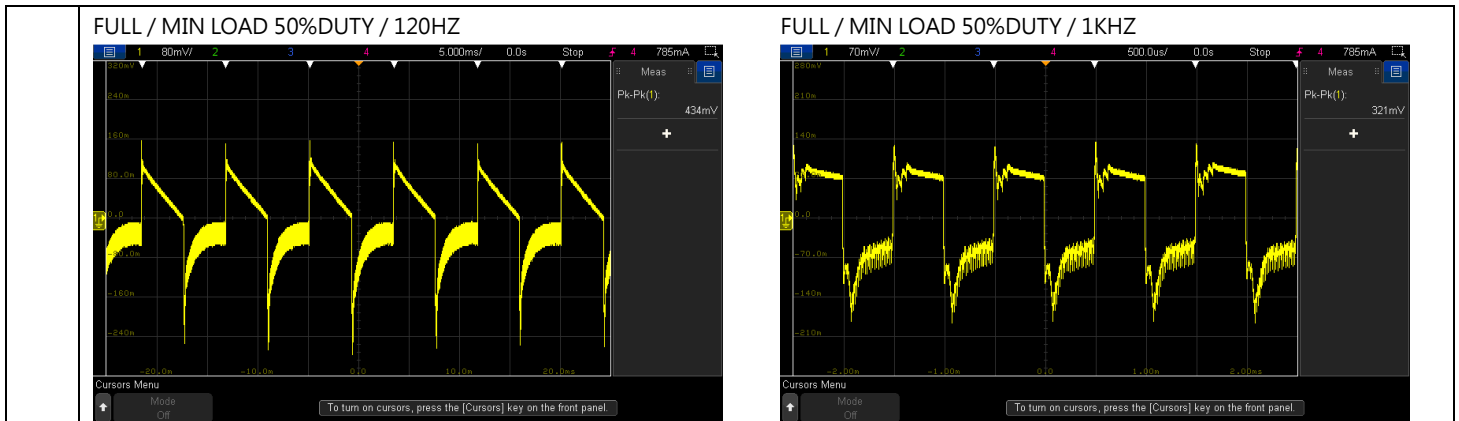 FULL / MIN LOAD 50%DUTY / 120HZ
1 80mV/ 2 3 4 5.000ms/ 0.0s Stop 4 785mA
320mV
Meas
240m
Pk-Pk(1):
434mV
160m
80.0m
0.0
-80.0m
-160m
-240m
-20.0m -10.0m 0.0 10.0m 20.0ms
Cursors Menu
Mode
Off
To turn on cursors, press the [Cursors] key on the front panel.
FULL / MIN LOAD 50%DUTY / 1KHZ
1 70mV/ 2 3 4 500.0us/ 0.0s Stop 4 785mA
280mV
Meas
210m
Pk-Pk(1):
321mV
140m
70.0m
0.0
-70.0m
-140m
-210m
-2.00m -1.00m 0.0 1.00m 2.00ms
Cursors Menu
Mode
Off
To turn on cursors, press the [Cursors] key on the front panel.